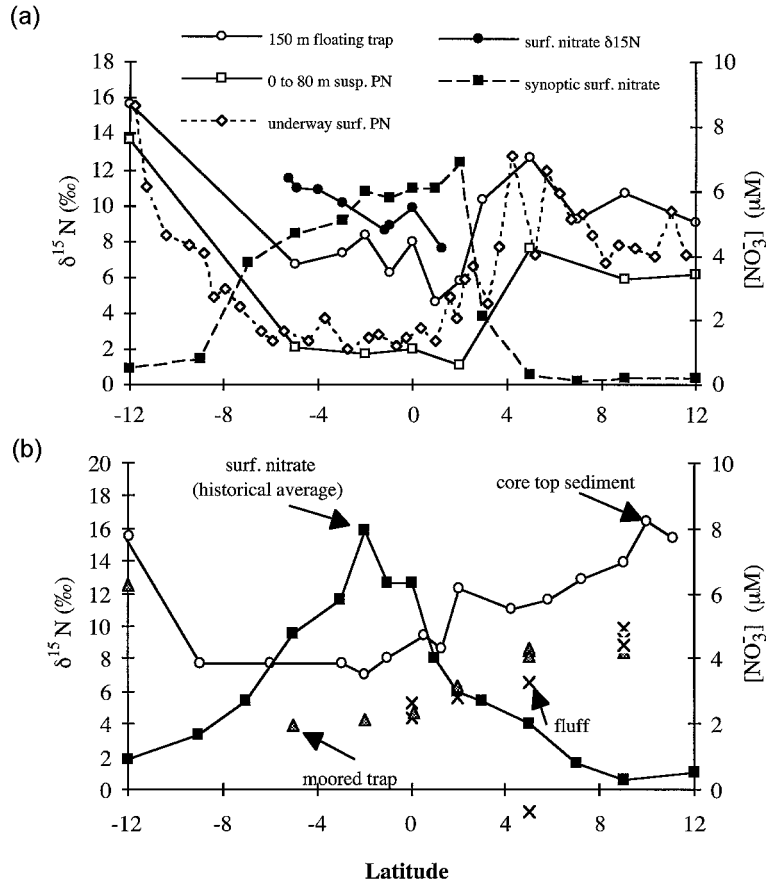 (a)
150 m floating trap
surf. nitrate δ15N
0 to 80 m susp. PN
synoptic surf. nitrate
underway surf. PN
18
16
14
12
10
8
6
4
2
0
δ¹⁵N (‰)
10
8
6
4
2
0
[NO₃⁻] (μM)
-12 -8 -4 0 4 8 12
(b)
surf. nitrate
(historical average)
core top sediment
20
18
16
14
12
10
8
6
4
2
0
δ¹⁵N (‰)
10
8
6
4
2
0
[NO₃⁻] (μM)
fluff
moored trap
-12 -8 -4 0 4 8 12
Latitude